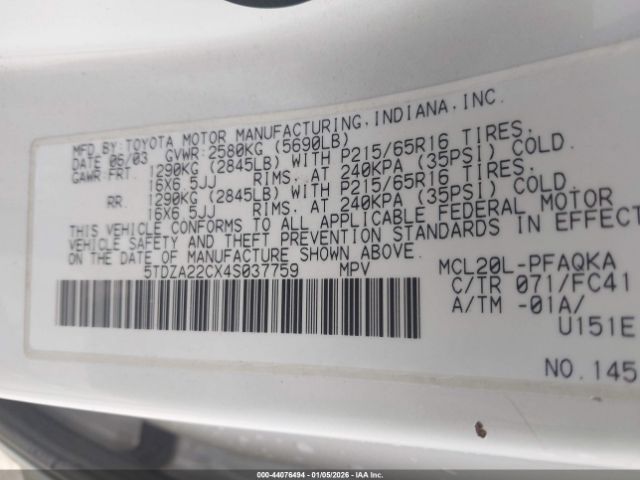 MFD.BY:TOYOTA MOTOR MANUFACTURING,INDIANA,INC.
DATE 06/03 GVWR:2580KG (5690LB)
GAWR FRT. 1290KG (2845LB) WITH P215/65R16 TIRES.
16X6.5JJ RIMS. AT 240KPA (35PSI) COLD.
RR. 1290KG (2845LB) WITH P215/65R16 TIRES.
16X6.5JJ RIMS. AT 240KPA (35PSI) COLD.
THIS VEHICLE CONFORMS TO ALL APPLICABLE FEDERAL MOTOR
VEHICLE SAFETY AND THEFT PREVENTION STANDARDS IN EFFECT
ON THE DATE OF MANUFACTURE SHOWN ABOVE.
5TDZA22CX4S037759 MPV
MCL20L-PFAQKA
C/TR 071/FC41
A/TM -01A/
U151E
NO.145
000-44076494 | 01/05/2026 - IAA Inc.